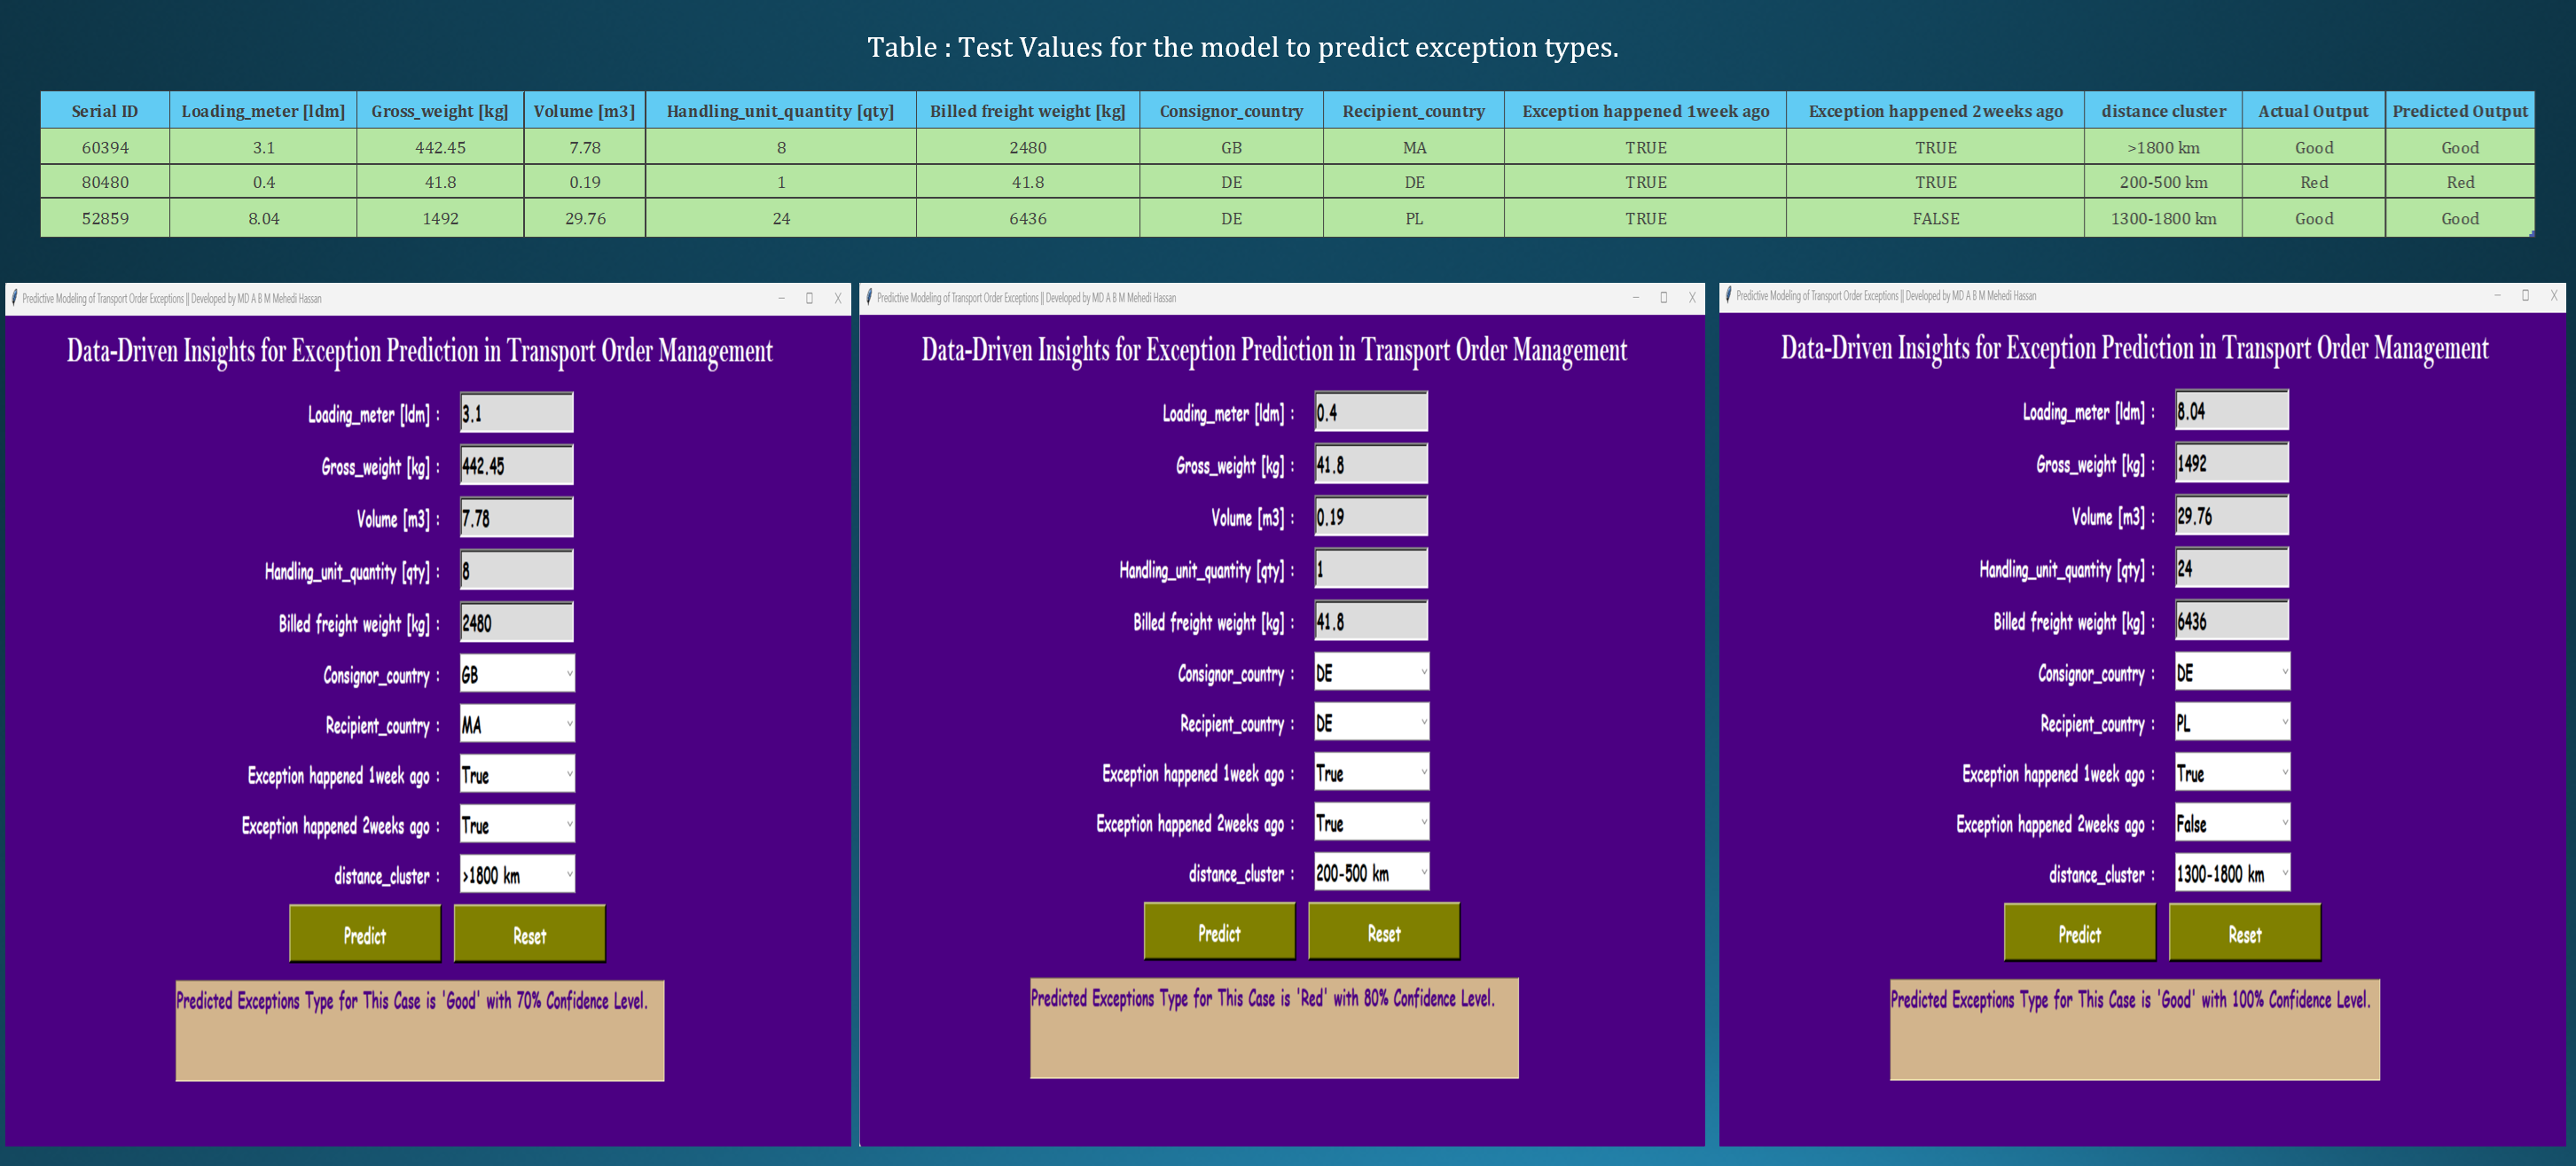 Table : Test Values for the model to predict exception types.
Serial ID Loading_meter [ldm] Gross_weight [kg] Volume [m3] Handling_unit_quantity [qty] Billed freight weight [kg] Consignor_country Recipient_country Exception happened 1week ago Exception happened 2weeks ago distance cluster Actual Output Predicted Output
60394 3.1 442.45 7.78 8 2480 GB MA TRUE TRUE >1800 km Good Good
80480 0.4 41.8 0.19 1 41.8 DE DE TRUE TRUE 200-500 km Red Red
52859 8.04 1492 29.76 24 6436 DE PL TRUE FALSE 1300-1800 km Good Good
Predictive Modeling of Transport Order Exceptions || Developed by MD A B M Mehedi Hassan
Data-Driven Insights for Exception Prediction in Transport Order Management
Loading_meter [ldm] : 3.1
Gross_weight [kg] : 442.45
Volume [m3] : 7.78
Handling_unit_quantity [qty] : 8
Billed freight weight [kg] : 2480
Consignor_country : GB
Recipient_country : MA
Exception happened 1week ago : True
Exception happened 2weeks ago : True
distance_cluster : >1800 km
Predict Reset
Predicted Exceptions Type for This Case is 'Good' with 70% Confidence Level.
Predictive Modeling of Transport Order Exceptions || Developed by MD A B M Mehedi Hassan
Data-Driven Insights for Exception Prediction in Transport Order Management
Loading_meter [ldm] : 0.4
Gross_weight [kg] : 41.8
Volume [m3] : 0.19
Handling_unit_quantity [qty] : 1
Billed freight weight [kg] : 41.8
Consignor_country : DE
Recipient_country : DE
Exception happened 1week ago : True
Exception happened 2weeks ago : True
distance_cluster : 200-500 km
Predict Reset
Predicted Exceptions Type for This Case is 'Red' with 80% Confidence Level.
Predictive Modeling of Transport Order Exceptions || Developed by MD A B M Mehedi Hassan
Data-Driven Insights for Exception Prediction in Transport Order Management
Loading_meter [ldm] : 8.04
Gross_weight [kg] : 1492
Volume [m3] : 29.76
Handling_unit_quantity [qty] : 24
Billed freight weight [kg] : 6436
Consignor_country : DE
Recipient_country : PL
Exception happened 1week ago : True
Exception happened 2weeks ago : False
distance_cluster : 1300-1800 km
Predict Reset
Predicted Exceptions Type for This Case is 'Good' with 100% Confidence Level.